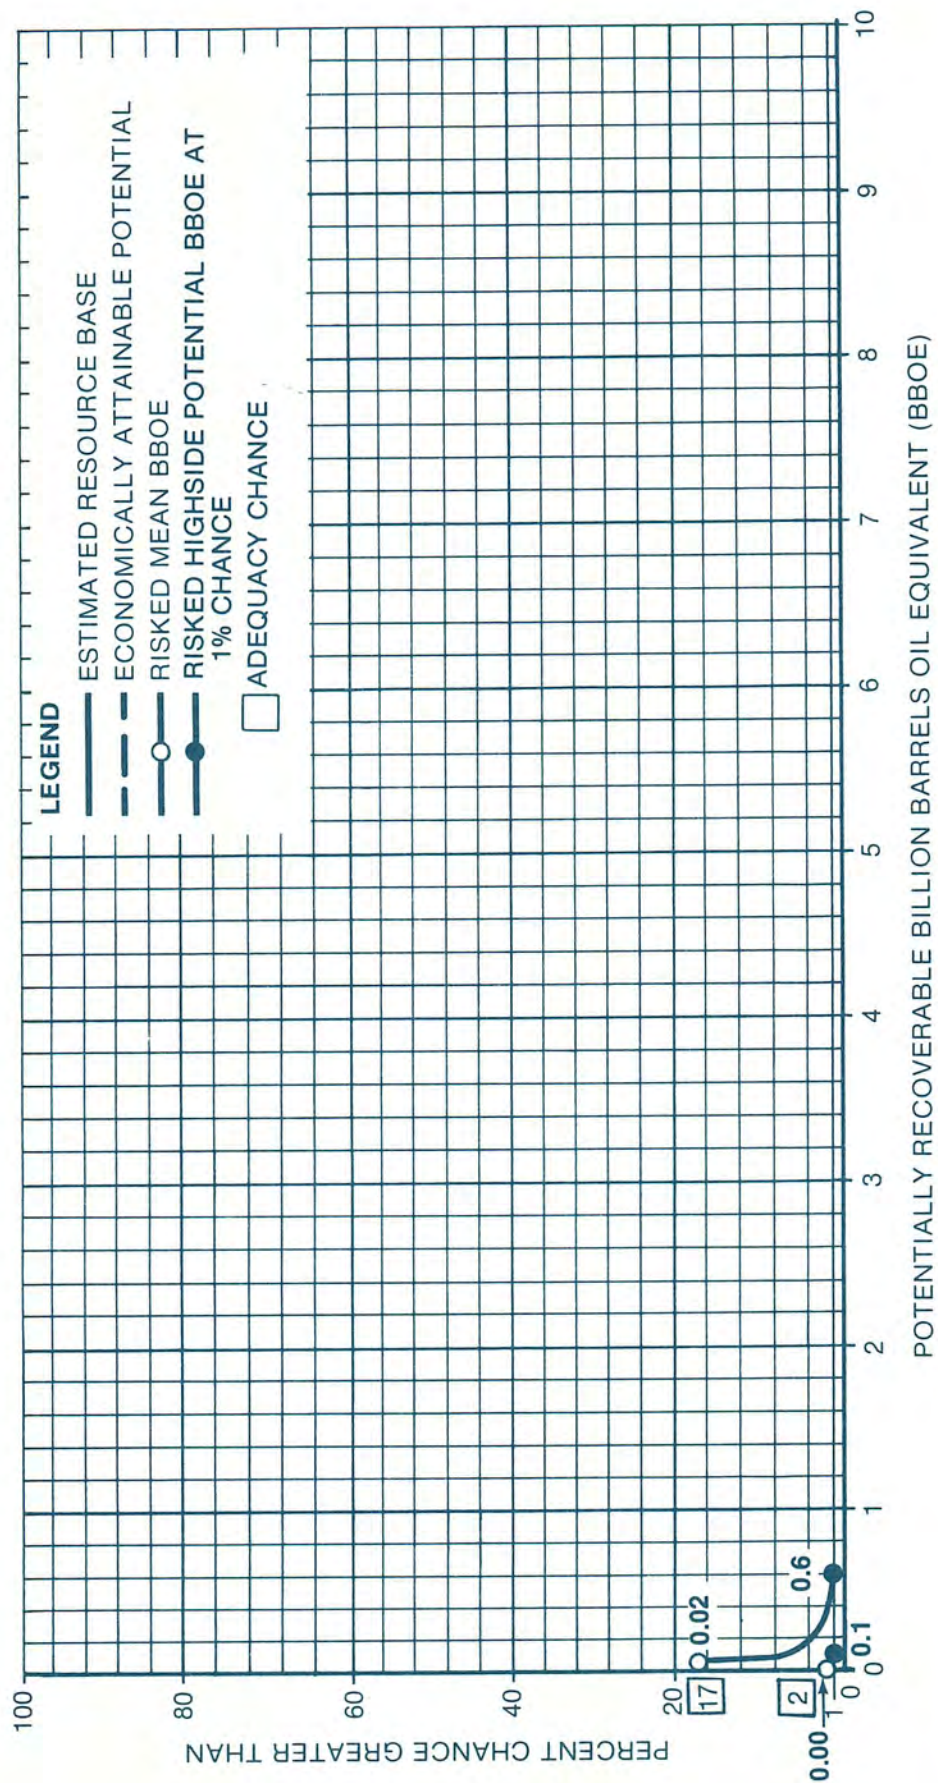 LEGEND
ESTIMATED RESOURCE BASE
ECONOMICALLY ATTAINABLE POTENTIAL
RISKED MEAN BBOE
RISKED HIGHSIDE POTENTIAL BBOE AT
1% CHANCE
ADEQUACY CHANCE
PERCENT CHANGE GREATER THAN
100
80
60
40
20
17
2
1
0
0.00
0.02
0.6
0.1
0
1
2
3
4
5
6
7
8
9
10
POTENTIALLY RECOVERABLE BILLION BARRELS OIL EQUIVALENT (BBOE)